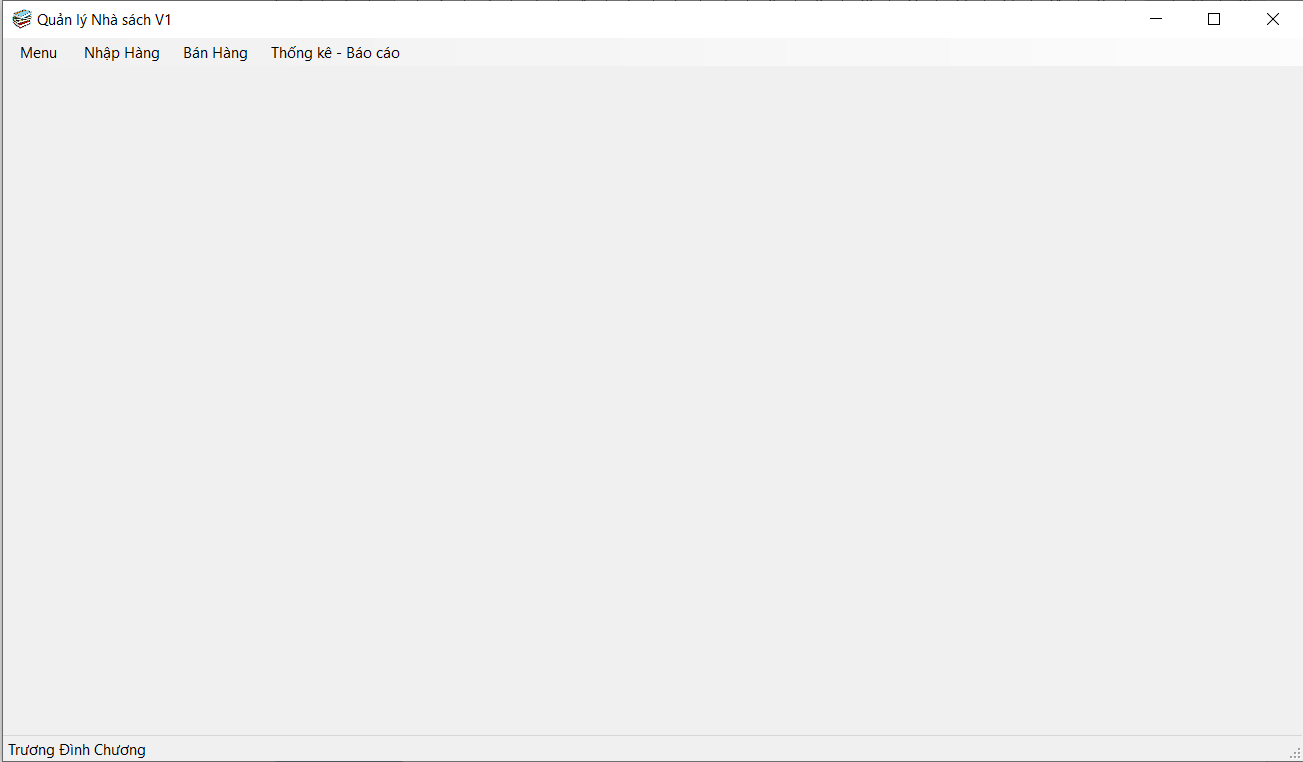 Quản lý Nhà sách V1
Menu Nhập Hàng Bán Hàng Thống kê - Báo cáo
Trương Đình Chương